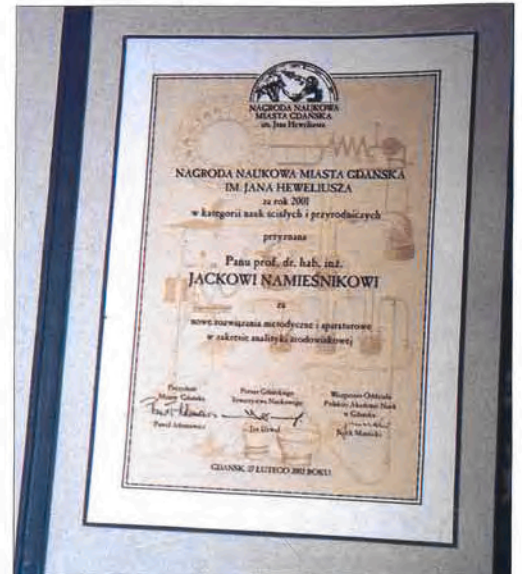 NAGRODA NAUKOWA
MIASTA GDAŃSKA
im. Jana Heweliusza
NAGRODA NAUKOWA MIASTA GDAŃSKA
IM. JANA HEWELIUSZA
za rok 2001
w kategorii nauk ścisłych i przyrodniczych
przyznana
Panu prof. dr. hab. inż.
JACKOWI NAMIEŚNIKOWI
za
nowe rozwiązania metodyczne i aparaturowe
w zakresie analityki środowiskowej
Prezydent
Miasta Gdańska
Paweł Adamowicz
Prezes Gdańskiego
Towarzystwa Naukowego
Jan
Wiceprezes Oddziału
Polskiej Akademii Nauk
w Gdańsku
GDAŃSK, 27 LUTEGO 2002 ROKU